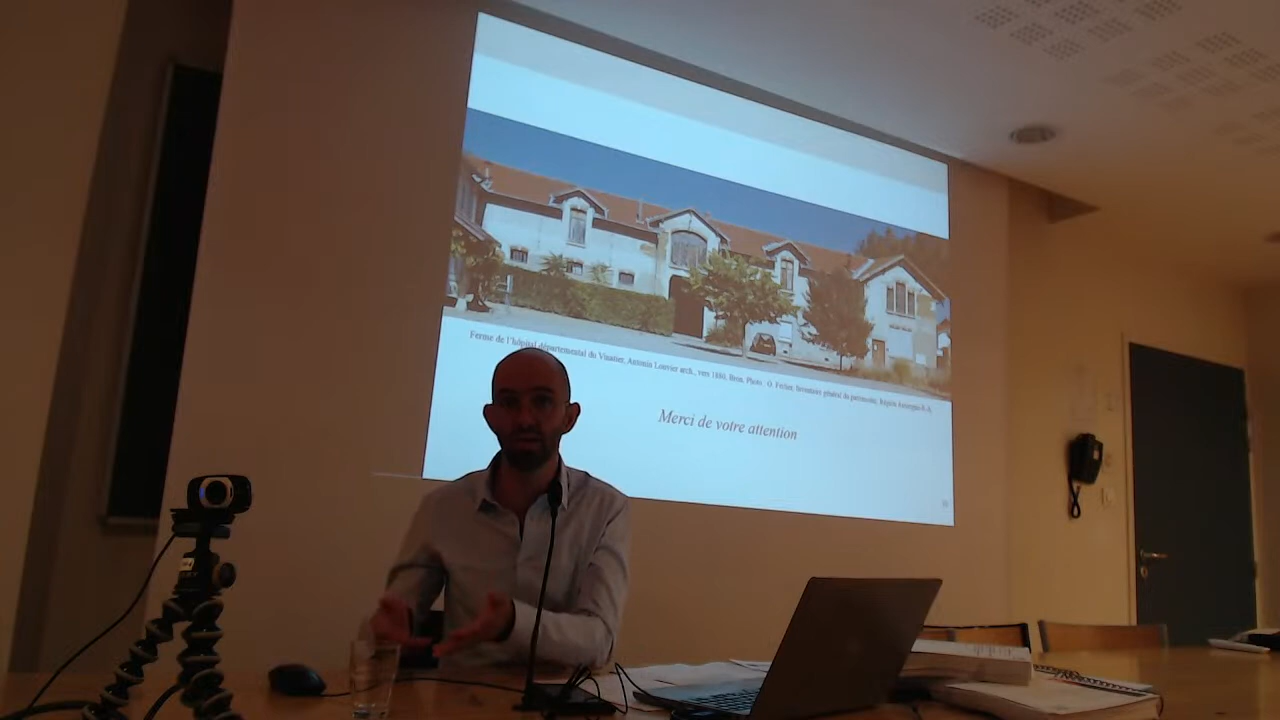 Ferme de l'hôpital départemental du Vinatier, Antonin Louvier arch., vers 1880, Bron, Photo : O. Inventaire général du patrimoine, Région Auvergne-R-A.
Merci de votre attention